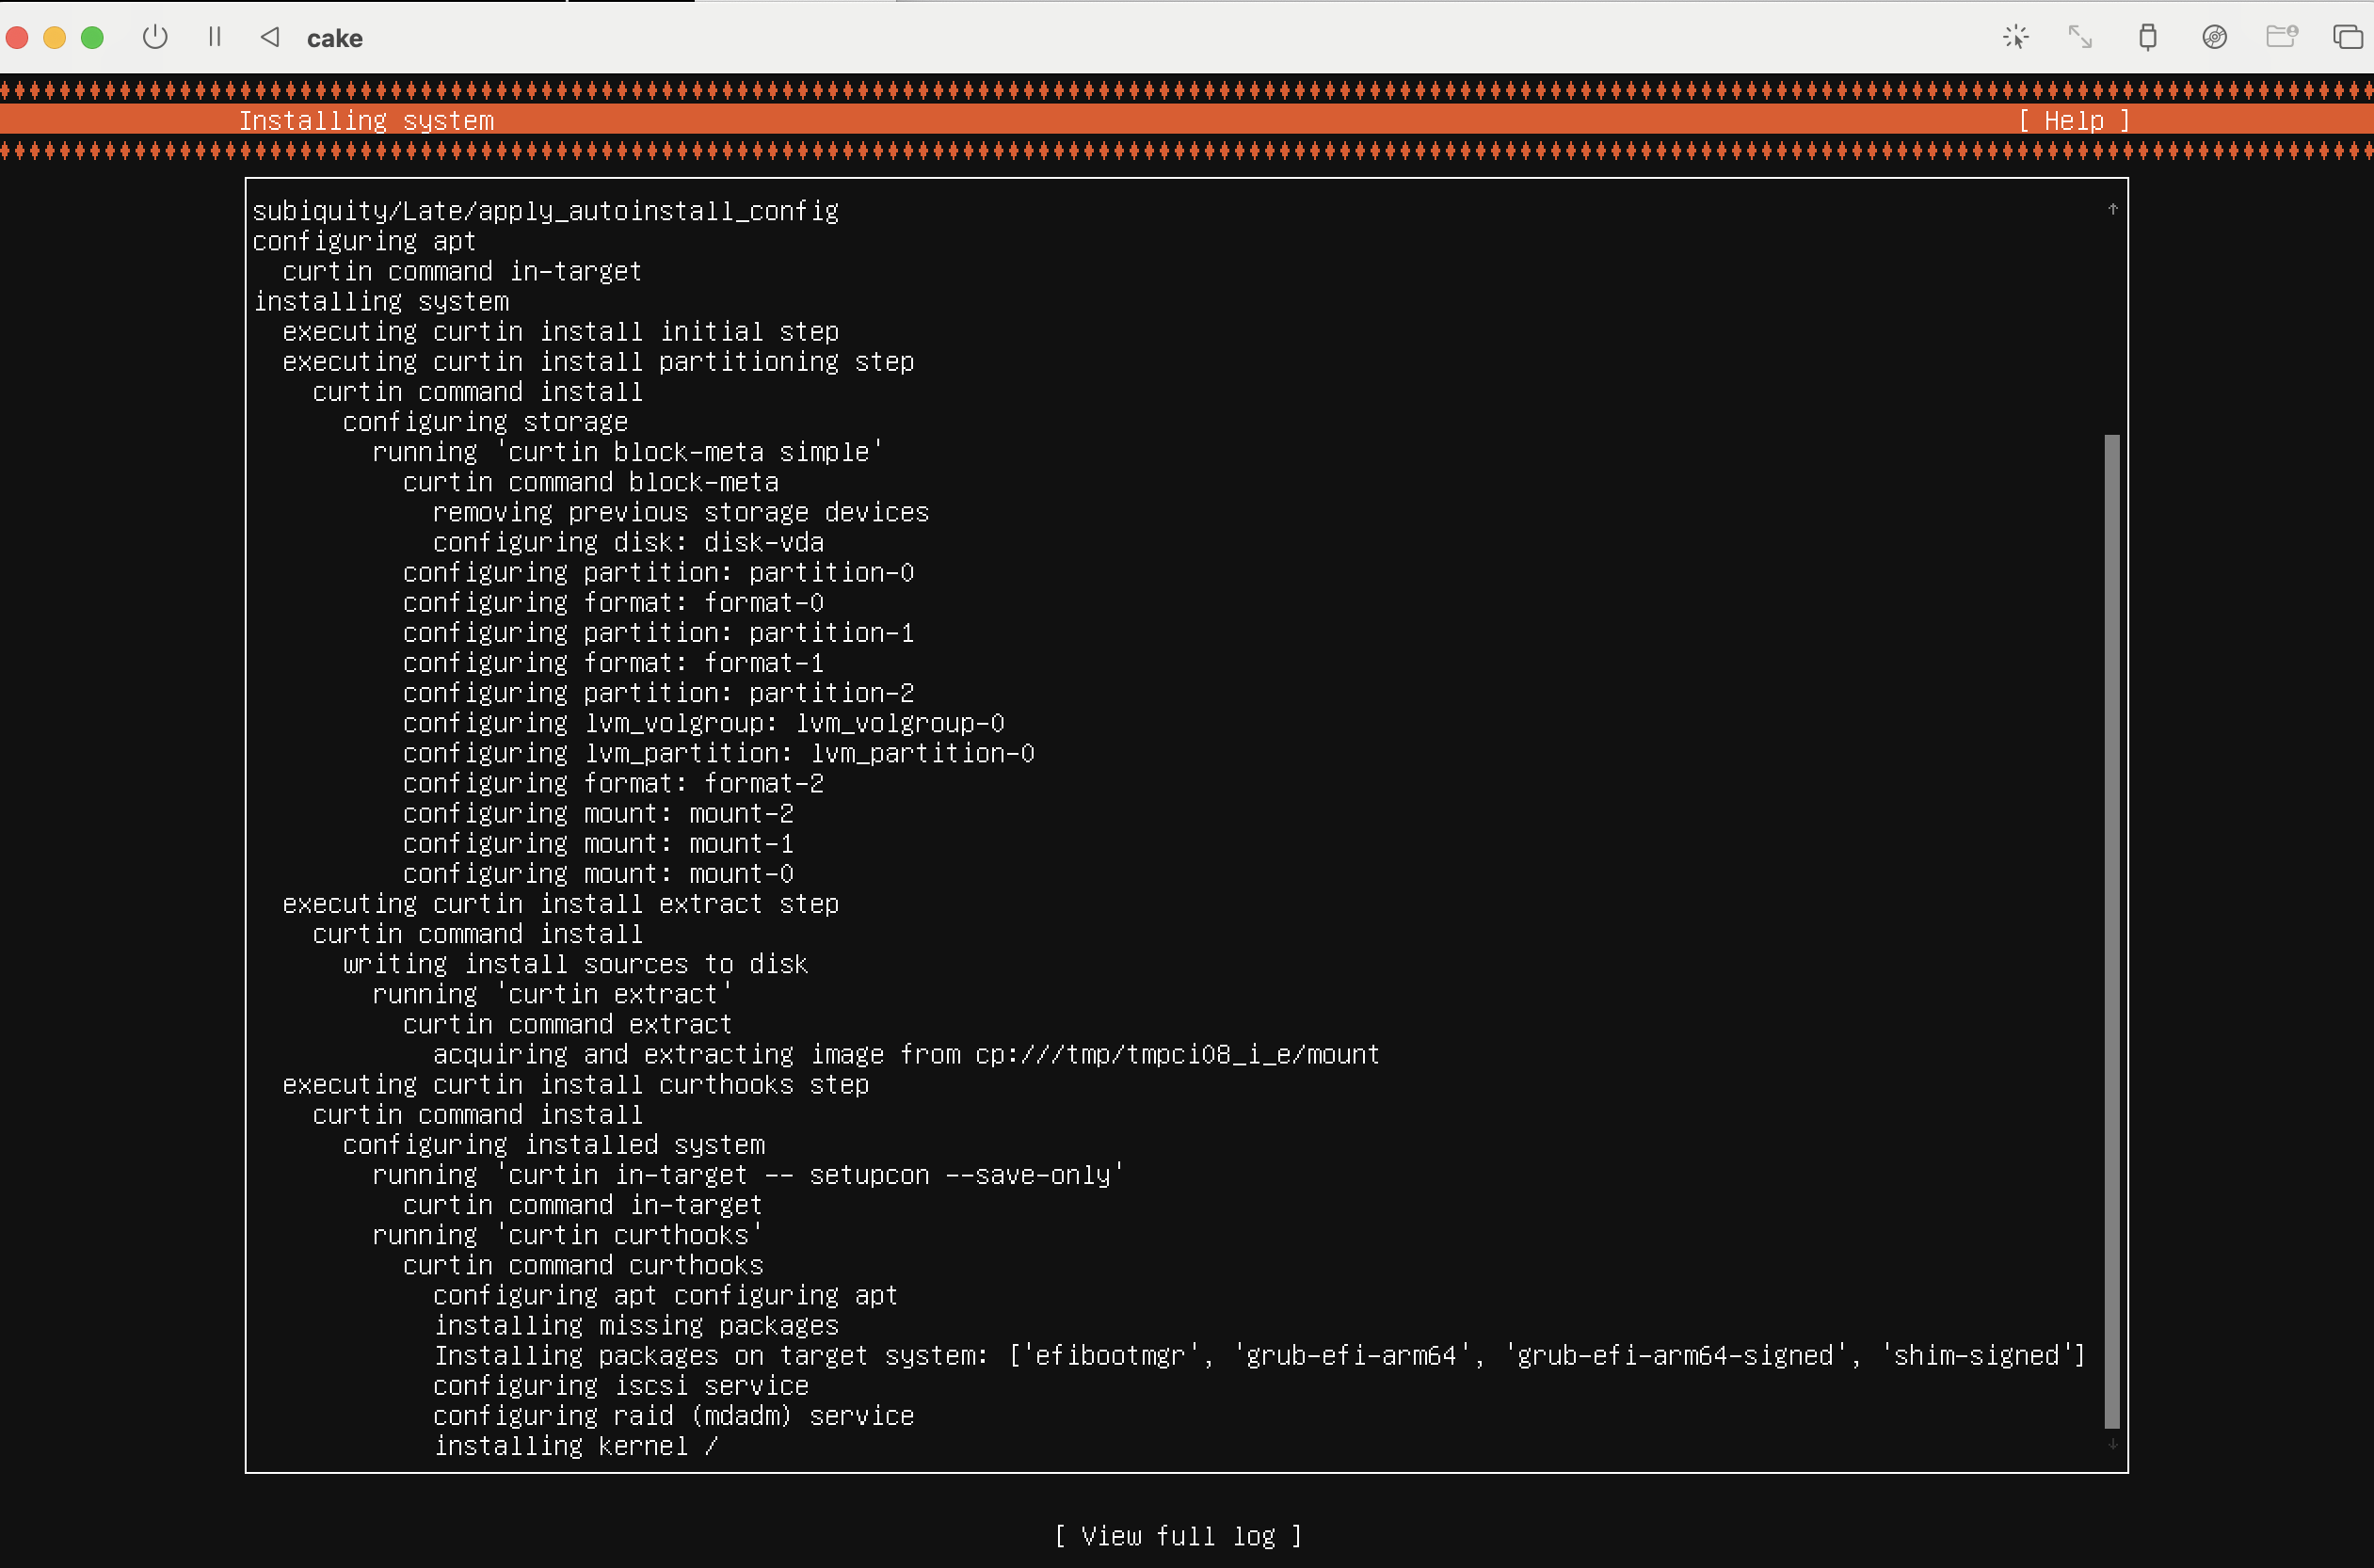 cake
Installing system [ Help ]
subiquity/Late/apply_autoinstall_config
configuring apt
curtin command in-target
installing system
executing curtin install initial step
executing curtin install partitioning step
curtin command install
configuring storage
running 'curtin block-meta simple'
curtin command block-meta
removing previous storage devices
configuring disk: disk-vda
configuring partition: partition-0
configuring format: format-0
configuring partition: partition-1
configuring format: format-1
configuring partition: partition-2
configuring lvm_volgroup: lvm_volgroup-0
configuring lvm_partition: lvm_partition-0
configuring format: format-2
configuring mount: mount-2
configuring mount: mount-1
configuring mount: mount-0
executing curtin install extract step
curtin command install
writing install sources to disk
running 'curtin extract'
curtin command extract
acquiring and extracting image from cp:///tmp/tmpci08_i_e/mount
executing curtin install curthooks step
curtin command install
configuring installed system
running 'curtin in-target -- setupcon --save-only'
curtin command in-target
running 'curtin curthooks'
curtin command curthooks
configuring apt configuring apt
installing missing packages
Installing packages on target system: ['efibootmgr', 'grub-efi-arm64', 'grub-efi-arm64-signed', 'shim-signed']
configuring iscsi service
configuring raid (mdadm) service
installing kernel /
[ View full log ]